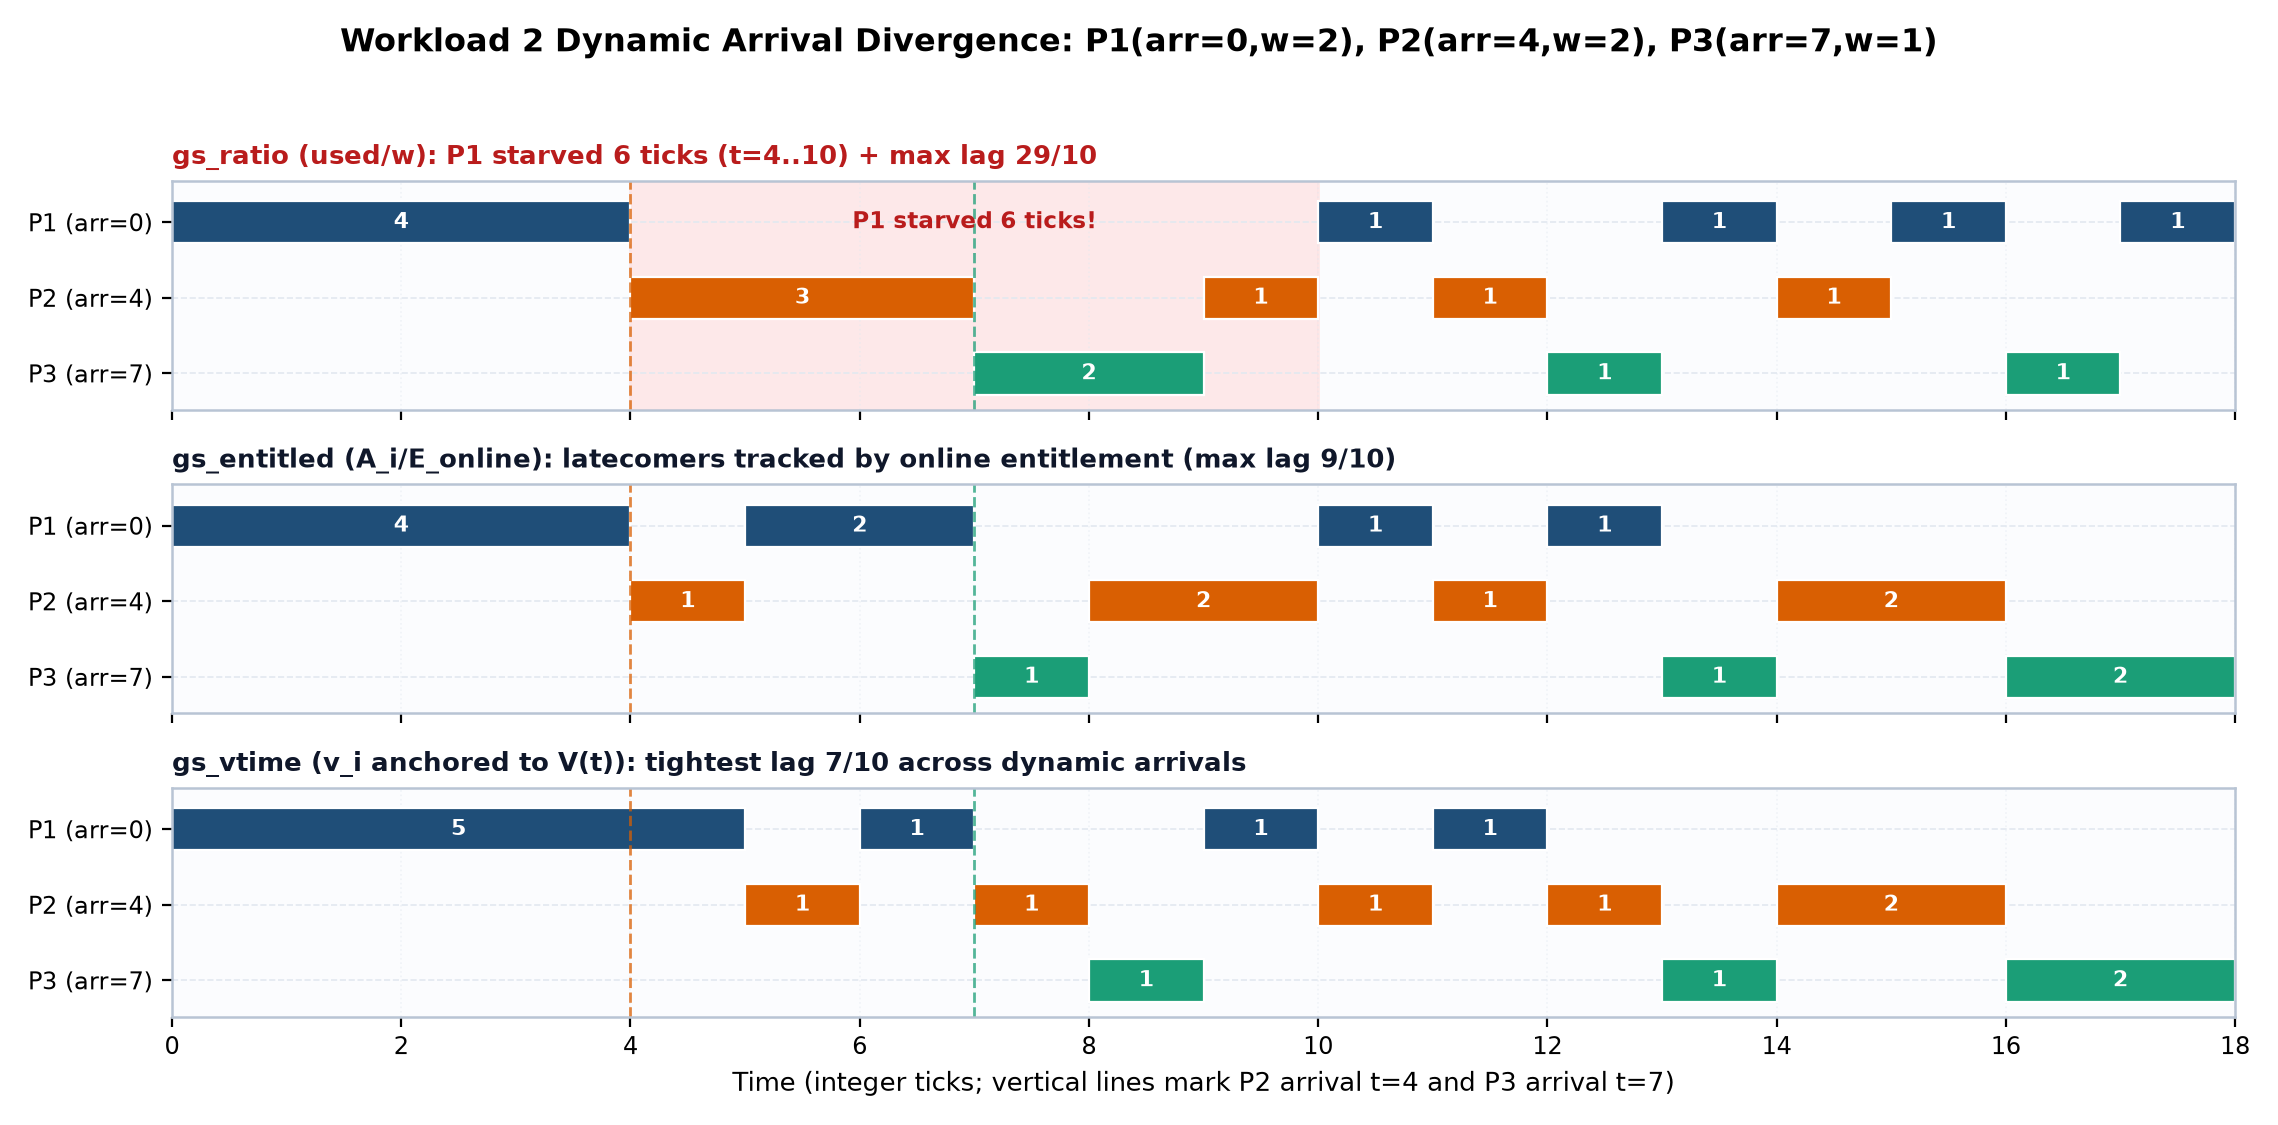 Workload 2 Dynamic Arrival Divergence: P1(arr=0,w=2), P2(arr=4,w=2), P3(arr=7,w=1)
gs_ratio (used/w): P1 starved 6 ticks (t=4..10) + max lag 29/10
P1 (arr=0) 4 P1 starved 6 ticks! 1 1 1 1
P2 (arr=4) 3 1 1 1
P3 (arr=7) 2 1 1
gs_entitled (A_i/E_online): latecomers tracked by online entitlement (max lag 9/10)
P1 (arr=0) 4 2 1 1
P2 (arr=4) 1 2 1 2
P3 (arr=7) 1 1 2
gs_vtime (v_i anchored to V(t)): tightest lag 7/10 across dynamic arrivals
P1 (arr=0) 5 1 1 1
P2 (arr=4) 1 1 1 1 2
P3 (arr=7) 1 1 2
0 2 4 6 8 10 12 14 16 18
Time (integer ticks; vertical lines mark P2 arrival t=4 and P3 arrival t=7)